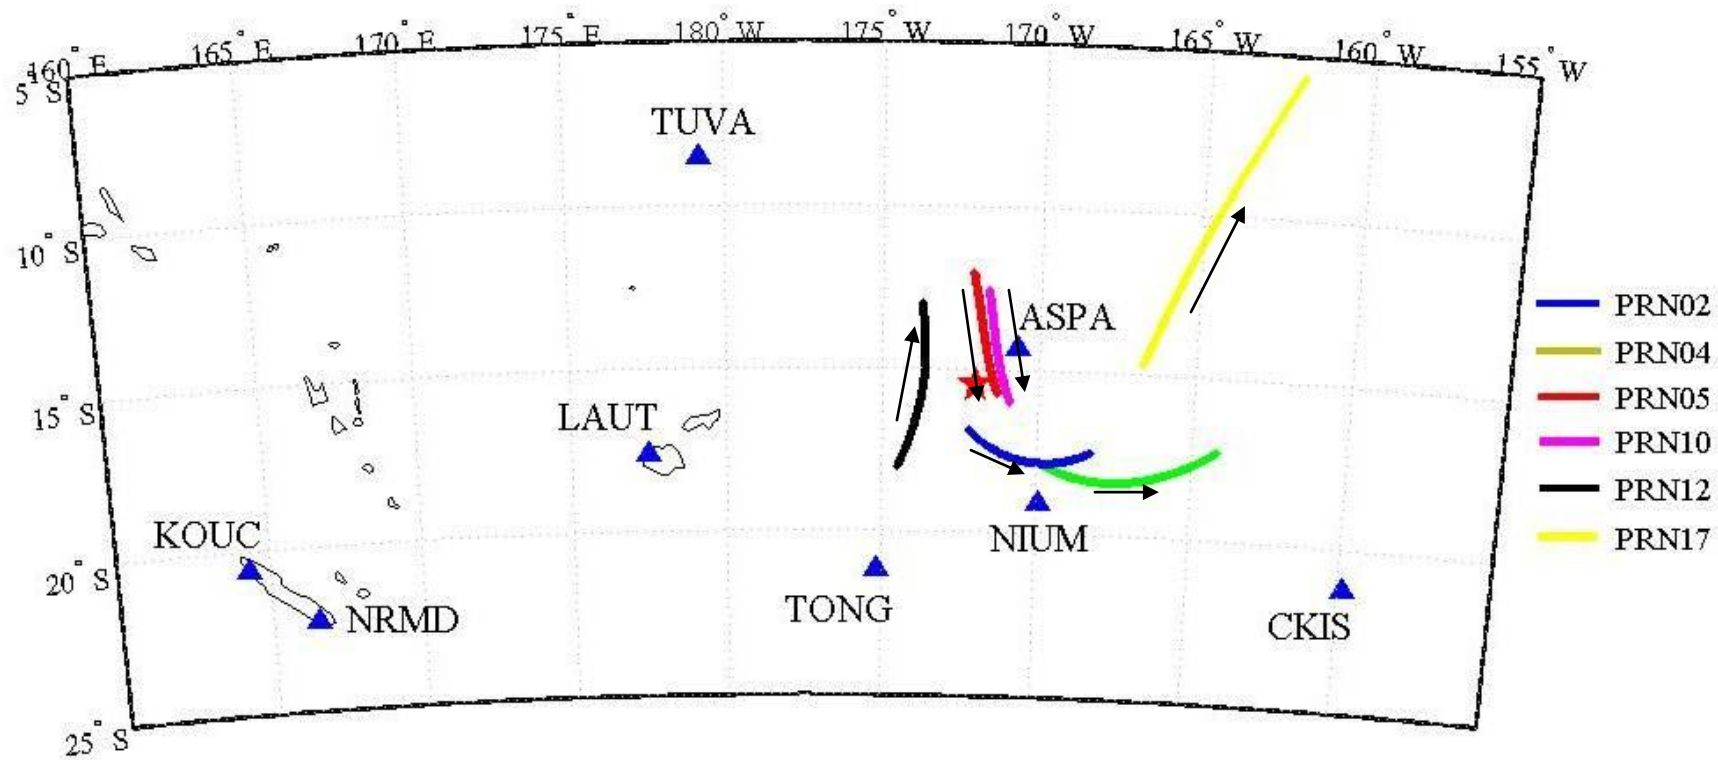 160° E
165° E
170° E
175° E
180° W
175° W
170° W
165° W
160° W
155° W
5° S
10° S
15° S
20° S
25° S
TUVA
ASPA
LAUT
KOUC
NRMD
TONG
NIUM
CKIS
PRN02
PRN04
PRN05
PRN10
PRN12
PRN17